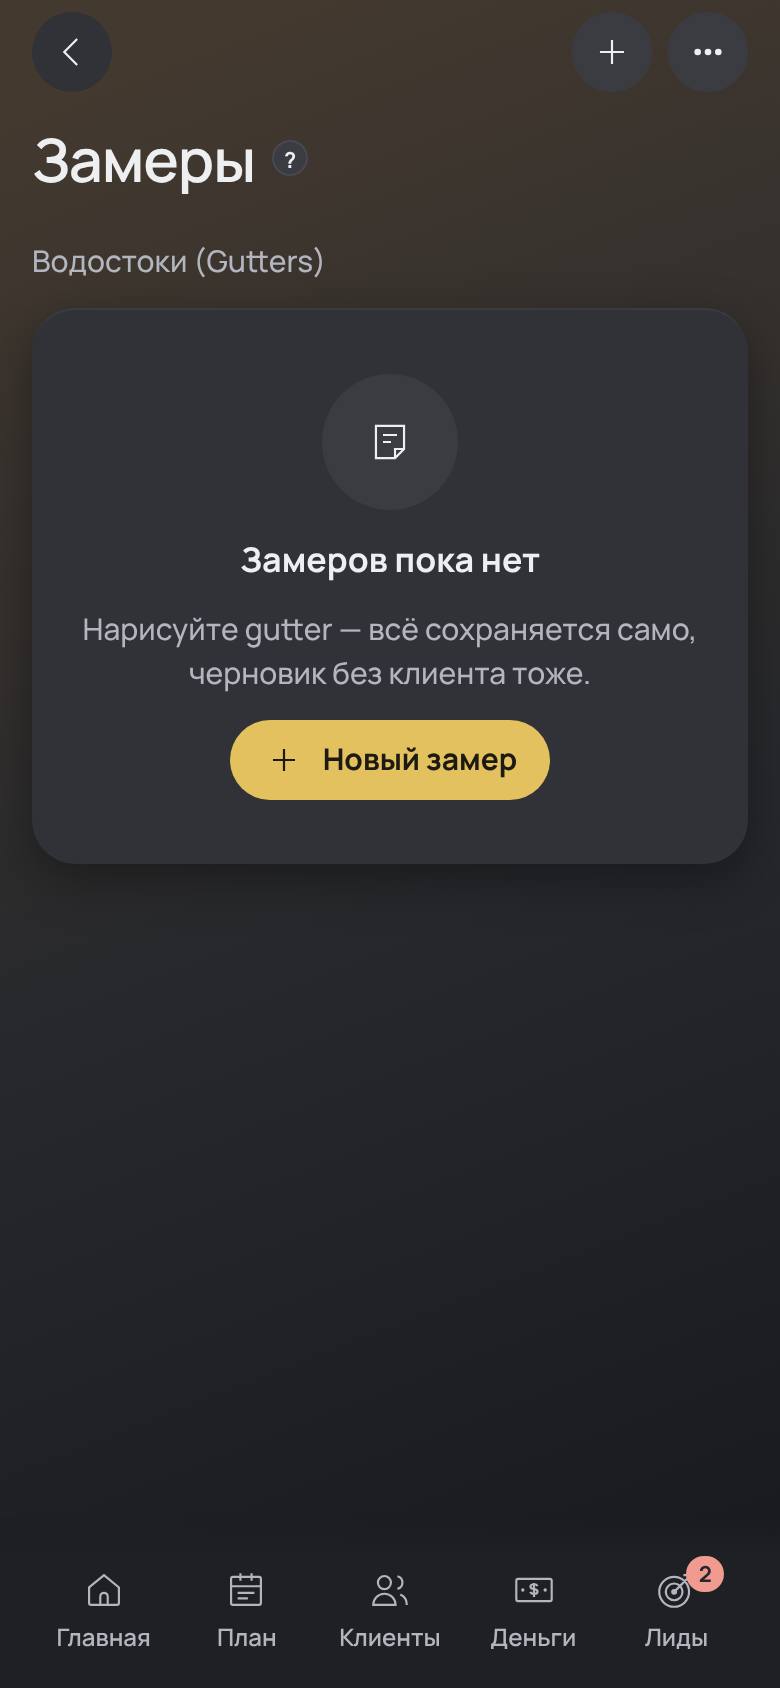 Замеры ?
Водостоки (Gutters)
Замеров пока нет
Нарисуйте gutter — всё сохраняется само,
черновик без клиента тоже.
+ Новый замер
2
Главная План Клиенты Деньги Лиды